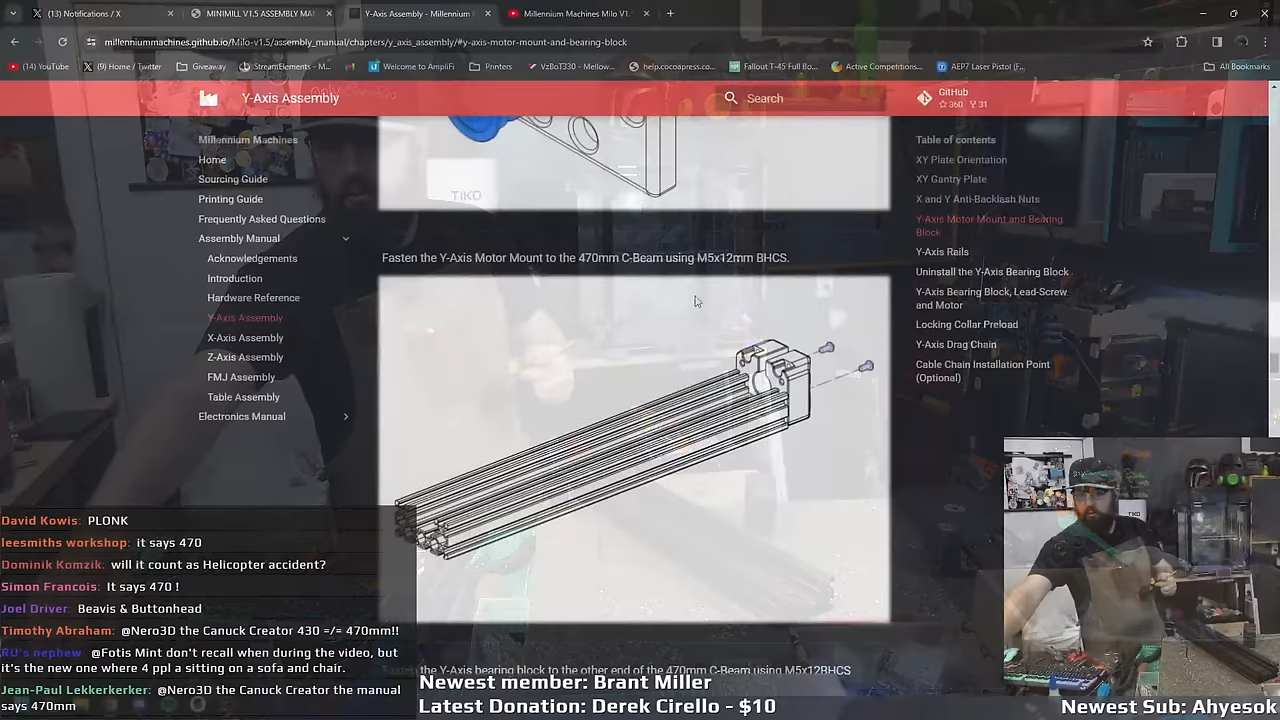 (13) Notifications / X
MINIMILL V1.5 ASSEMBLY MA
Y-Axis Assembly - Millennium
Millennium Machines Milo V1.
millenniummachines.github.io/Milo-v1.5/assembly_manual/chapters/y_axis_assembly/#y-axis-motor-mount-and-bearing-block
(14) YouTube
(9) Home / Twitter
Giveaway
StreamElements - M...
Welcome to AmpliFi
Printers
VzBoT330 - Mellow...
help.cocoapress.co...
Fallout T-45 Full Bo...
Active Competitions...
AEP7 Laser Pistol (F...
All Bookmarks
Y-Axis Assembly
Search
GitHub
360 31
Millennium Machines
Home
Sourcing Guide
Printing Guide
Frequently Asked Questions
Assembly Manual
Acknowledgements
Introduction
Hardware Reference
Y-Axis Assembly
X-Axis Assembly
Z-Axis Assembly
FMJ Assembly
Table Assembly
Electronics Manual
TIKO
Fasten the Y-Axis Motor Mount to the 470mm C-Beam using M5x12mm BHCS.
Fasten the Y-Axis bearing block to the other end of the 470mm C-Beam using M5x12BHCS
Table of contents
XY Plate Orientation
XY Gantry Plate
X and Y Anti-Backlash Nuts
Y-Axis Motor Mount and Bearing
Block
Y-Axis Rails
Uninstall the Y-Axis Bearing Block
Y-Axis Bearing Block, Lead-Screw
and Motor
Locking Collar Preload
Y-Axis Drag Chain
Cable Chain Installation Point
(Optional)
TIKO
David Kowis: PLONK
leesmiths workshop: it says 470
Dominik Komzik: will it count as Helicopter accident?
Simon Francois: It says 470 !
Joel Driver: Beavis & Buttonhead
Timothy Abraham: @Nero3D the Canuck Creator 430 =/= 470mm!!
RU's nephew: @Fotis Mint don't recall when during the video, but
it's the new one where 4 ppl a sitting on a sofa and chair.
Jean-Paul Lekkerkerker: @Nero3D the Canuck Creator the manual
says 470mm
Newest member: Brant Miller
Latest Donation: Derek Cirello - $10
Newest Sub: Ahyesok